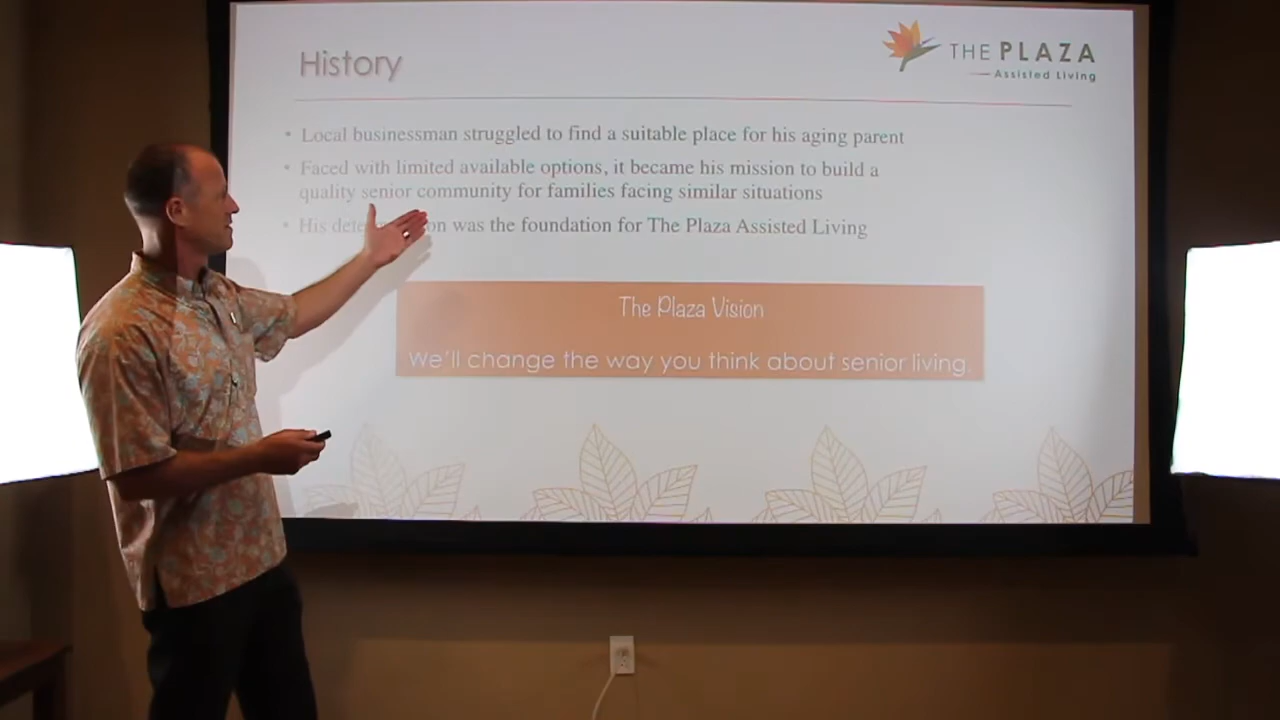 History
THE PLAZA
Assisted Living
• Local businessman struggled to find a suitable place for his aging parent
• Faced with limited available options, it became his mission to build a
quality senior community for families facing similar situations
• His was the foundation for The Plaza Assisted Living
The Plaza Vision
We'll change the way you think about senior living.